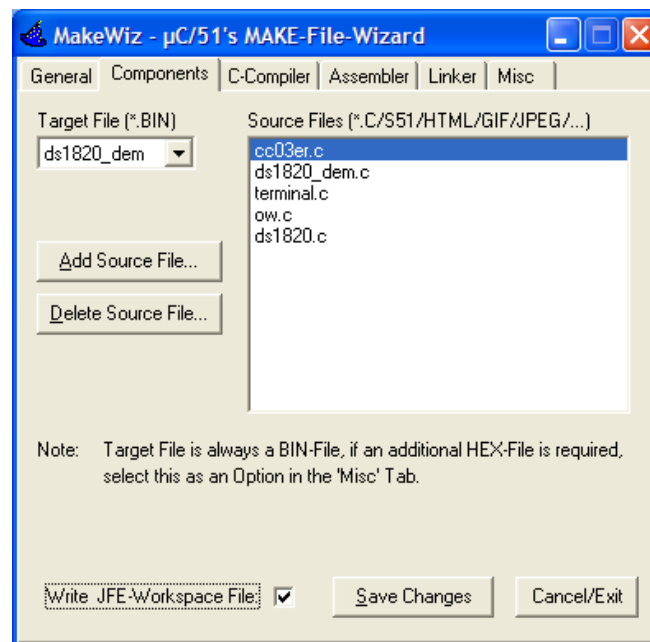 MakeWiz - µC/51's MAKE-File-Wizard
General Components C-Compiler Assembler Linker Misc
Target File (*.BIN)
ds1820_dem
Source Files (*.C/S51/HTML/GIF/JPEG/...)
cc03er.c
ds1820_dem.c
terminal.c
ow.c
ds1820.c
Add Source File...
Delete Source File...
Note: Target File is always a BIN-File, if an additional HEX-File is required,
select this as an Option in the 'Misc' Tab.
Write JFE-Workspace File: Save Changes Cancel/Exit